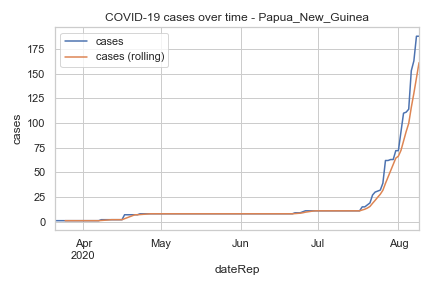 COVID-19 cases over time - Papua_New_Guinea
cases
cases (rolling)
175
150
125
100
75
50
25
0
cases
Apr
2020
May
Jun
Jul
Aug
dateRep